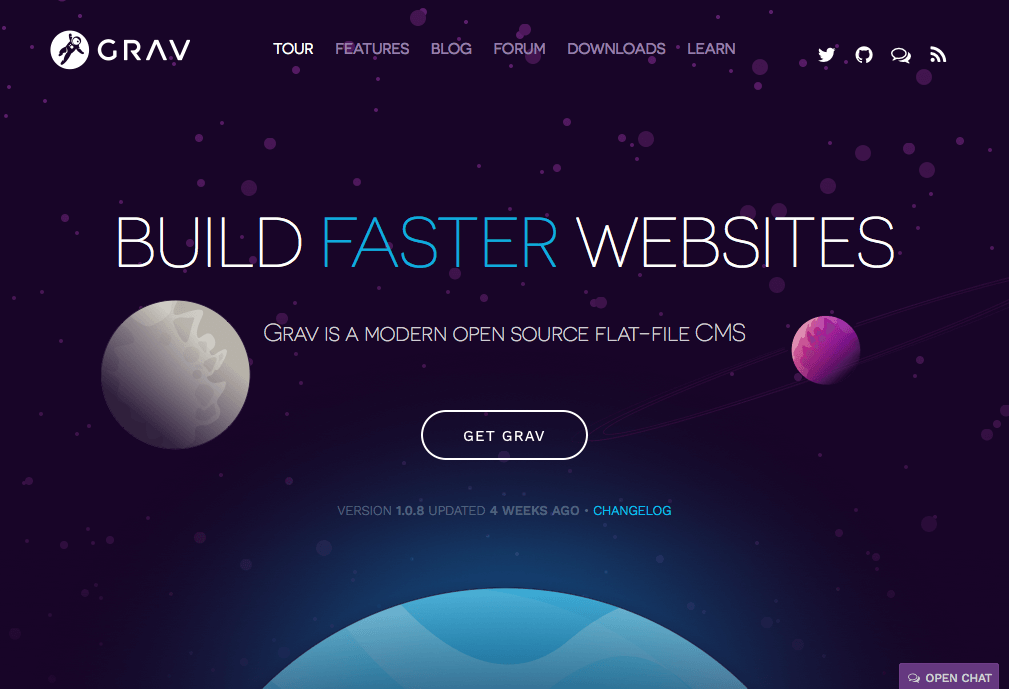 GRAV
TOUR FEATURES BLOG FORUM DOWNLOADS LEARN
BUILD FASTER WEBSITES
Grav is a modern open source flat-file CMS
GET GRAV
VERSION 1.0.8 UPDATED 4 WEEKS AGO • CHANGELOG
OPEN CHAT